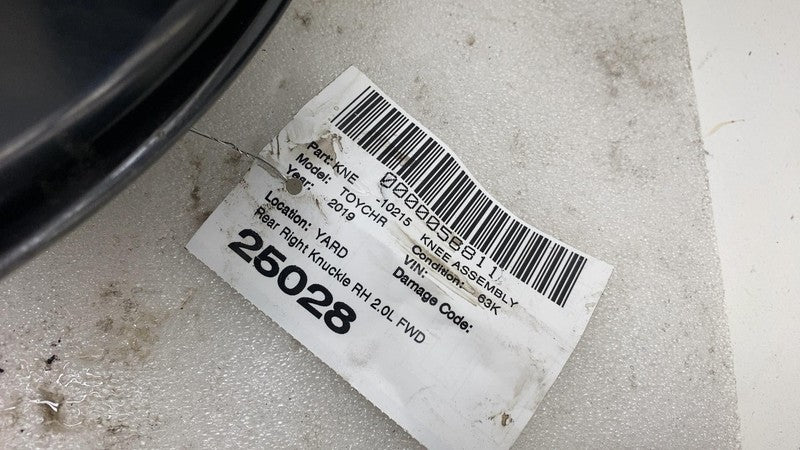 0000058811
Part: KNE -10215 KNEE ASSEMBLY
Model: TOYCHR Condition: 63K
Year: 2019 VIN:
Damage Code:
Location: YARD
Rear Right Knuckle RH 2.0L FWD
25028